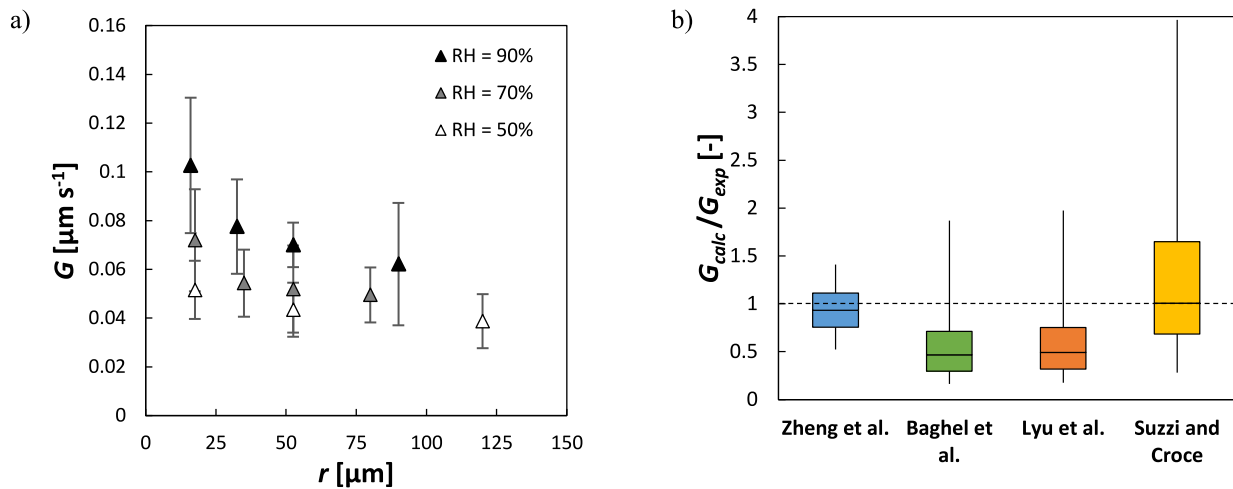 a)
G [μm s-1]
0.16
0.14
0.12
0.1
0.08
0.06
0.04
0.02
0
RH = 90%
RH = 70%
RH = 50%
0 25 50 75 100 125 150
r [μm]
b)
Gcalc/Gexp [-]
4
3.5
3
2.5
2
1.5
1
0.5
0
Zheng et al. Baghel et al. Lyu et al. Suzzi and Croce